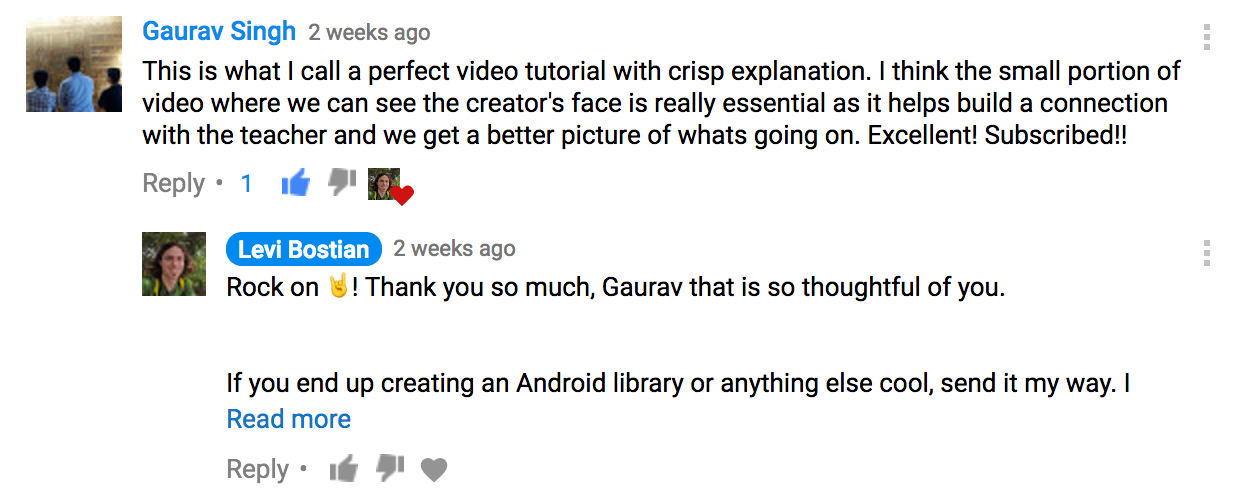 Gaurav Singh 2 weeks ago
This is what I call a perfect video tutorial with crisp explanation. I think the small portion of
video where we can see the creator's face is really essential as it helps build a connection
with the teacher and we get a better picture of whats going on. Excellent! Subscribed!!
Reply • 1
Levi Bostian 2 weeks ago
Rock on 🤘! Thank you so much, Gaurav that is so thoughtful of you.
If you end up creating an Android library or anything else cool, send it my way. I
Read more
Reply •